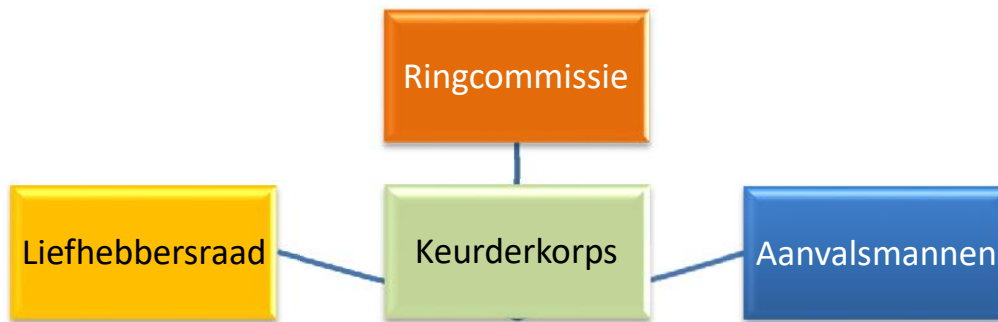 Ringcommissie
Liefhebbersraad
Keurderkorps
Aanvalsmannen